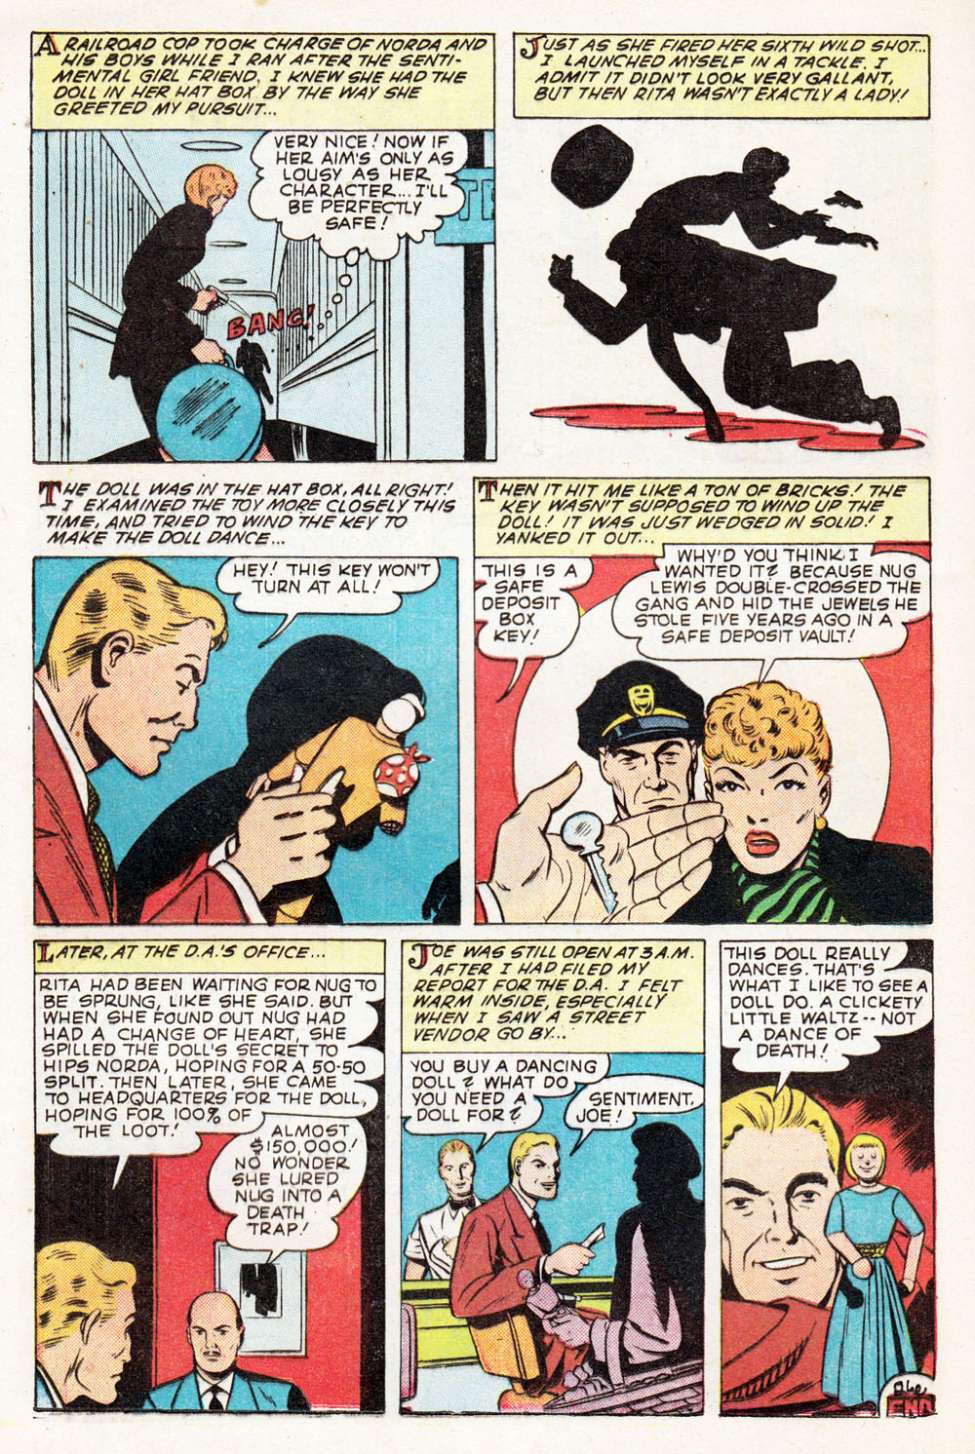 A RAILROAD COP TOOK CHARGE OF NORDA AND
HIS BOYS WHILE I RAN AFTER THE SENTI-
MENTAL GIRL FRIEND. I KNEW SHE HAD THE
DOLL IN HER HAT BOX BY THE WAY SHE
GREETED MY PURSUIT...
VERY NICE! NOW IF
HER AIM'S ONLY AS
LOUSY AS HER
CHARACTER... I'LL
BE PERFECTLY
SAFE!
BANG!
JUST AS SHE FIRED HER SIXTH WILD SHOT...
I LAUNCHED MYSELF IN A TACKLE. I
ADMIT IT DIDN'T LOOK VERY GALLANT,
BUT THEN RITA WASN'T EXACTLY A LADY!
THE DOLL WAS IN THE HAT BOX, ALL RIGHT!
I EXAMINED THE TOY MORE CLOSELY THIS
TIME, AND TRIED TO WIND THE KEY TO
MAKE THE DOLL DANCE...
HEY! THIS KEY WON'T
TURN AT ALL!
THEN IT HIT ME LIKE A TON OF BRICKS! THE
KEY WASN'T SUPPOSED TO WIND UP THE
DOLL! IT WAS JUST WEDGED IN SOLID! I
YANKED IT OUT...
THIS IS A
SAFE
DEPOSIT
BOX
KEY!
WHY'D YOU THINK I
WANTED IT? BECAUSE NUG
LEWIS DOUBLE-CROSSED THE
GANG AND HID THE JEWELS HE
STOLE FIVE YEARS AGO IN A
SAFE DEPOSIT VAULT!
LATER, AT THE D.A.'S OFFICE...
RITA HAD BEEN WAITING FOR NUG TO
BE SPRUNG, LIKE SHE SAID. BUT
WHEN SHE FOUND OUT NUG HAD
HAD A CHANGE OF HEART, SHE
SPILLED THE DOLL'S SECRET TO
HIPS NORDA, HOPING FOR A 50-50
SPLIT. THEN LATER, SHE CAME
TO HEADQUARTERS FOR THE DOLL,
HOPING FOR 100% OF
THE LOOT!
ALMOST
$150,000!
NO WONDER
SHE LURED
NUG INTO A
DEATH
TRAP!
JOE WAS STILL OPEN AT 3 A.M.
AFTER I HAD FILED MY
REPORT FOR THE D.A. I FELT
WARM INSIDE, ESPECIALLY
WHEN I SAW A STREET
VENDOR GO BY...
YOU BUY A DANCING
DOLL? WHAT DO
YOU NEED A
DOLL FOR?
SENTIMENT,
JOE!
THIS DOLL REALLY
DANCES. THAT'S
WHAT I LIKE TO SEE A
DOLL DO. A CLICKETY
LITTLE WALTZ -- NOT
A DANCE OF
DEATH!
END